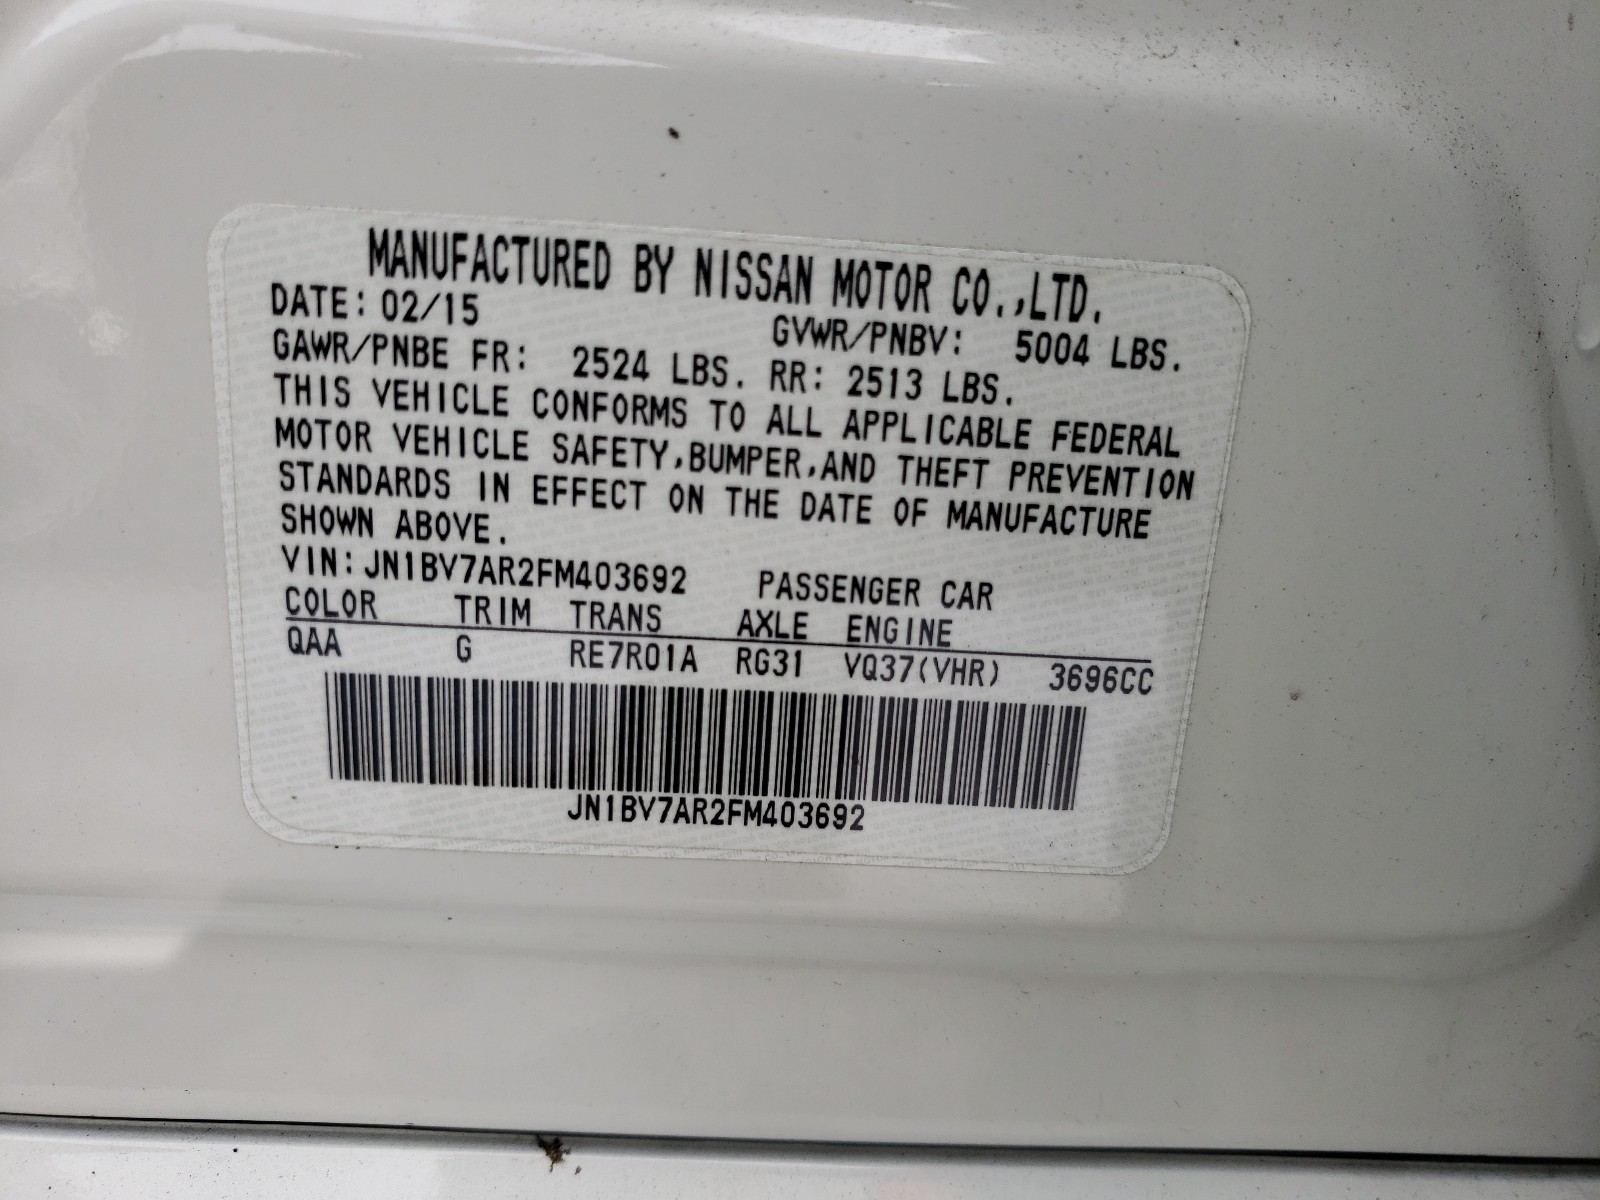 MANUFACTURED BY NISSAN MOTOR CO.,LTD.
DATE: 02/15 GVWR/PNBV: 5004 LBS.
GAWR/PNBE FR: 2524 LBS. RR: 2513 LBS.
THIS VEHICLE CONFORMS TO ALL APPLICABLE FEDERAL
MOTOR VEHICLE SAFETY,BUMPER,AND THEFT PREVENTION
STANDARDS IN EFFECT ON THE DATE OF MANUFACTURE
SHOWN ABOVE.
VIN: JN1BV7AR2FM403692 PASSENGER CAR
COLOR TRIM TRANS AXLE ENGINE
QAA G RE7R01A RG31 VQ37(VHR) 3696CC
JN1BV7AR2FM403692